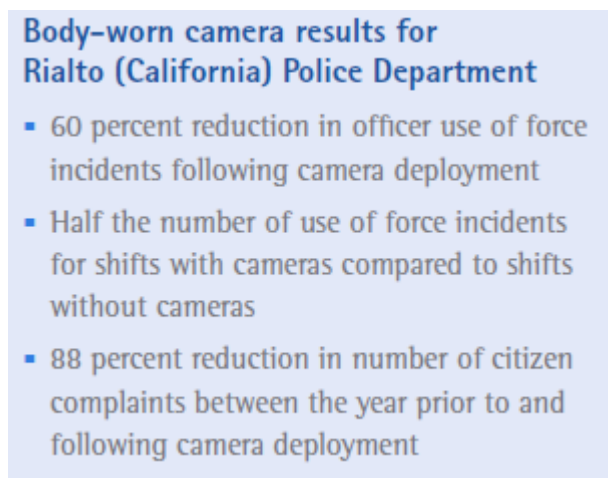 Body-worn camera results for
Rialto (California) Police Department
▪ 60 percent reduction in officer use of force
incidents following camera deployment
▪ Half the number of use of force incidents
for shifts with cameras compared to shifts
without cameras
▪ 88 percent reduction in number of citizen
complaints between the year prior to and
following camera deployment